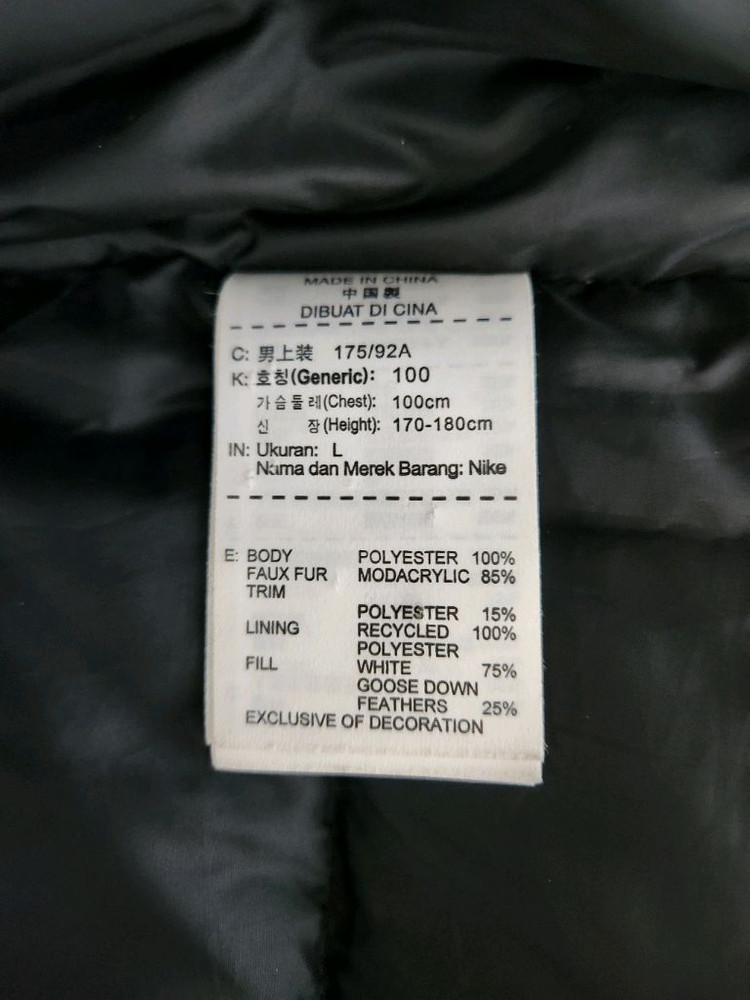 MADE IN CHINA
中国製
DIBUAT DI CINA
C: 男上装 175/92A
K: 호칭(Generic): 100
가슴둘레(Chest): 100cm
신 장(Height): 170-180cm
IN: Ukuran: L
Nama dan Merek Barang: Nike
E: BODY POLYESTER 100%
FAUX FUR MODACRYLIC 85%
TRIM
POLYESTER 15%
LINING RECYCLED 100%
POLYESTER
FILL WHITE 75%
GOOSE DOWN
FEATHERS 25%
EXCLUSIVE OF DECORATION